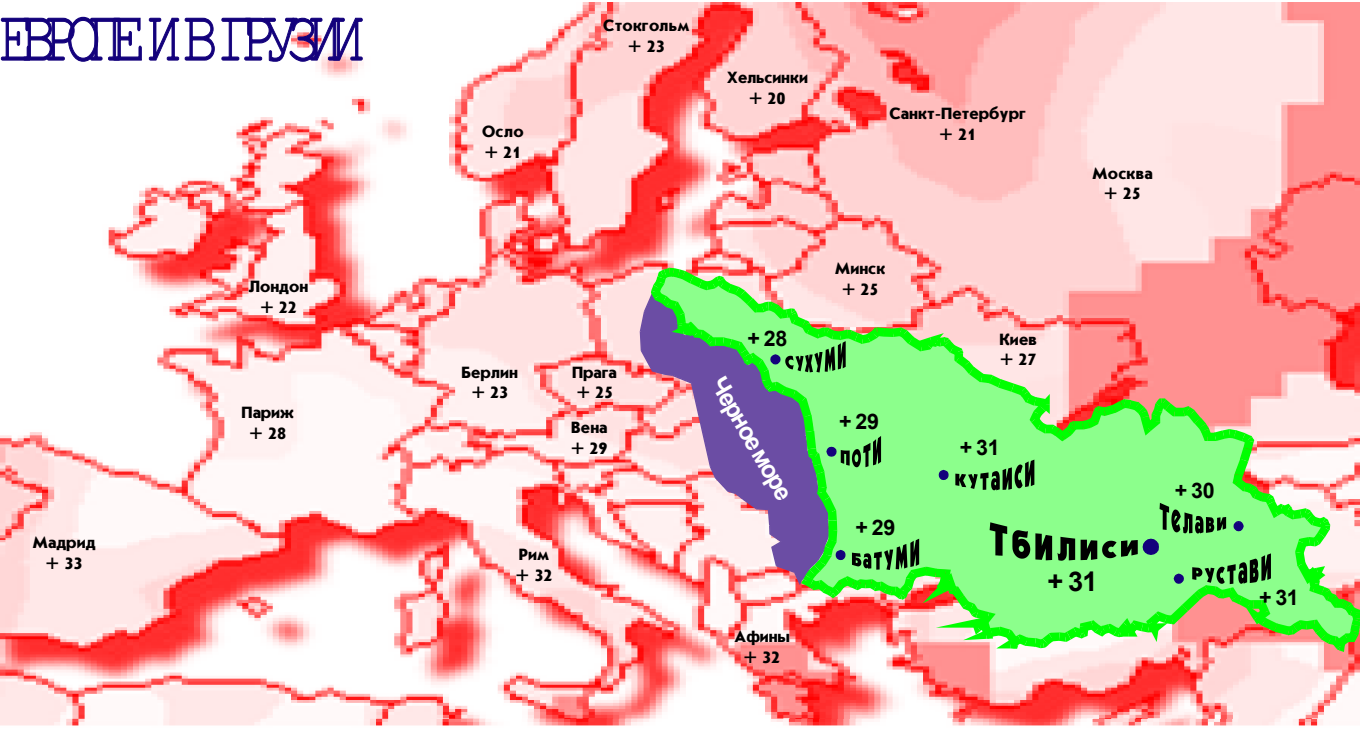 ЕВРОПЕ И В ГРУЗИИ
Стокгольм
+ 23
Хельсинки
+ 20
Санкт-Петербург
+ 21
Осло
+ 21
Москва
+ 25
Минск
+ 25
Лондон
+ 22
Киев
+ 27
+ 28
СУХУМИ
Берлин
+ 23
Прага
+ 25
Париж
+ 28
Вена
+ 29
Черное море
+ 29
ПОТИ
+ 31
КУТАИСИ
+ 30
ТЕЛАВИ
Мадрид
+ 33
Рим
+ 32
+ 29
БАТУМИ
Тбилиси
+ 31
РУСТАВИ
+ 31
Афины
+ 32